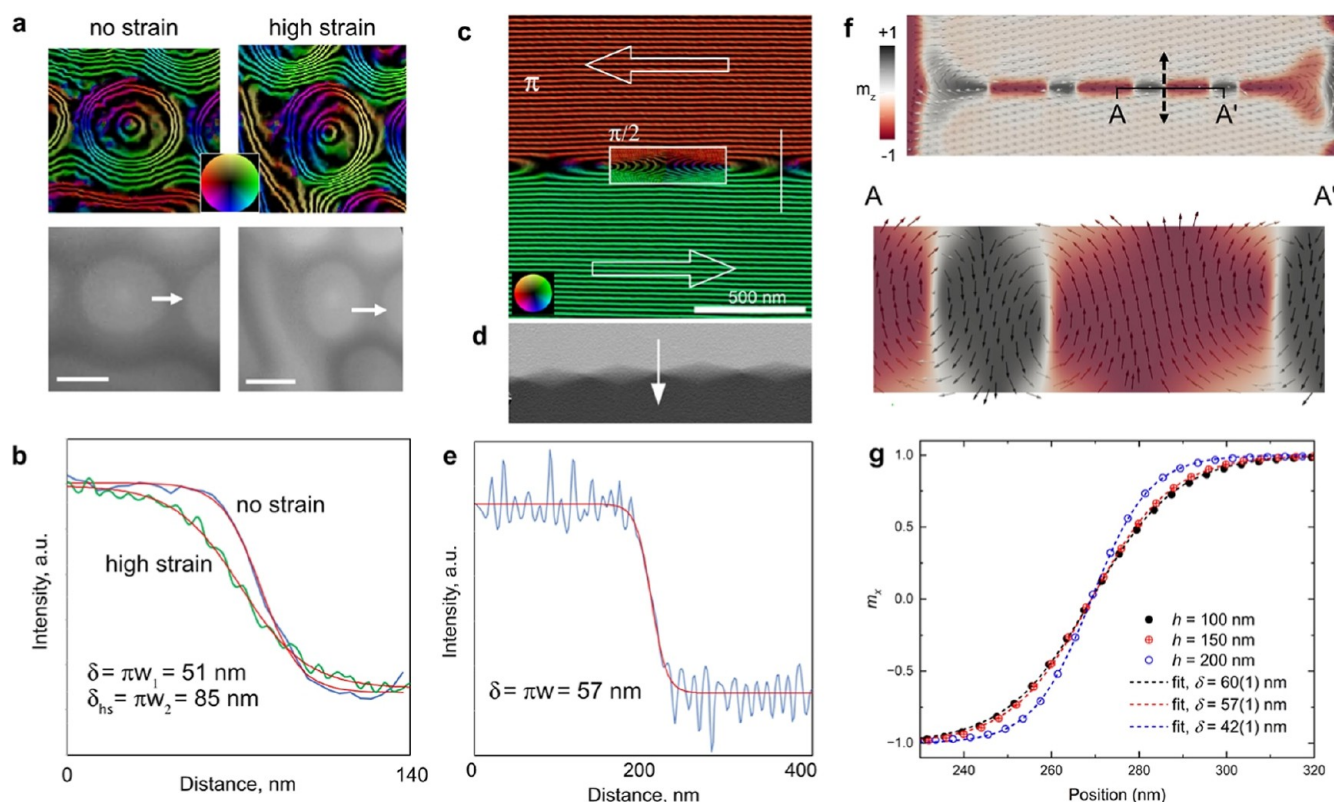 a
no strain
high strain
b
Intensity, a.u.
no strain
high strain
δ = πw₁ = 51 nm
δhs = πw₂ = 85 nm
0
140
Distance, nm
c
π
π/2
500 nm
d
e
Intensity, a.u.
δ = πw = 57 nm
0
200
400
Distance, nm
f
+1
mz
-1
A
A'
A
A'
g
1.0
0.5
0.0
−0.5
−1.0
mx
h = 100 nm
h = 150 nm
h = 200 nm
fit, δ = 60(1) nm
fit, δ = 57(1) nm
fit, δ = 42(1) nm
240
260
280
300
320
Position (nm)